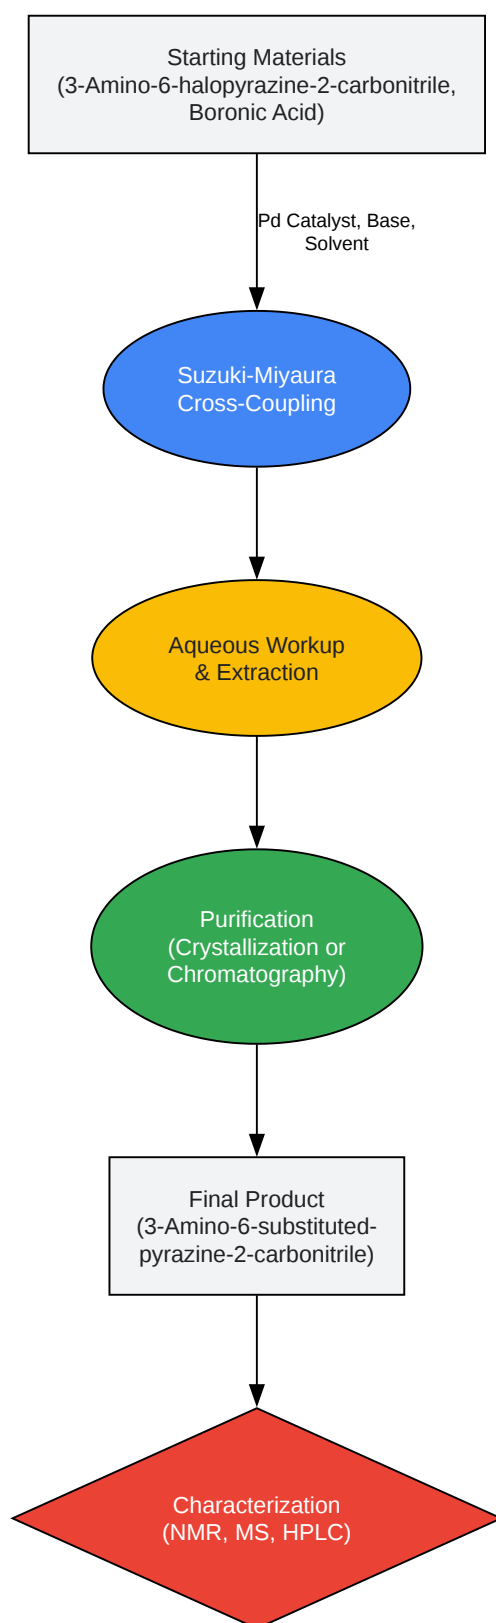 Starting Materials
(3-Amino-6-halopyrazine-2-carbonitrile,
Boronic Acid)
Pd Catalyst, Base,
Solvent
Suzuki-Miyaura
Cross-Coupling
Aqueous Workup
& Extraction
Purification
(Crystallization or
Chromatography)
Final Product
(3-Amino-6-substituted-
pyrazine-2-carbonitrile)
Characterization
(NMR, MS, HPLC)